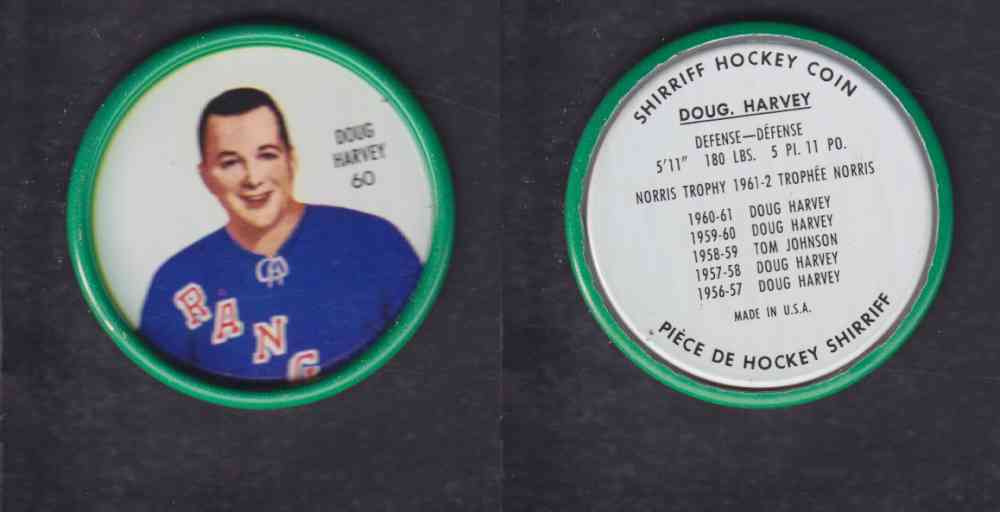 DOUG
HARVEY
60
RANG
SHIRRIFF HOCKEY COIN
DOUG. HARVEY
DEFENSE—DÉFENSE
5'11" 180 LBS. 5 PI. 11 PO.
NORRIS TROPHY 1961-2 TROPHÉE NORRIS
1960-61 DOUG HARVEY
1959-60 DOUG HARVEY
1958-59 TOM JOHNSON
1957-58 DOUG HARVEY
1956-57 DOUG HARVEY
MADE IN U.S.A.
PIÈCE DE HOCKEY SHIRRIFF